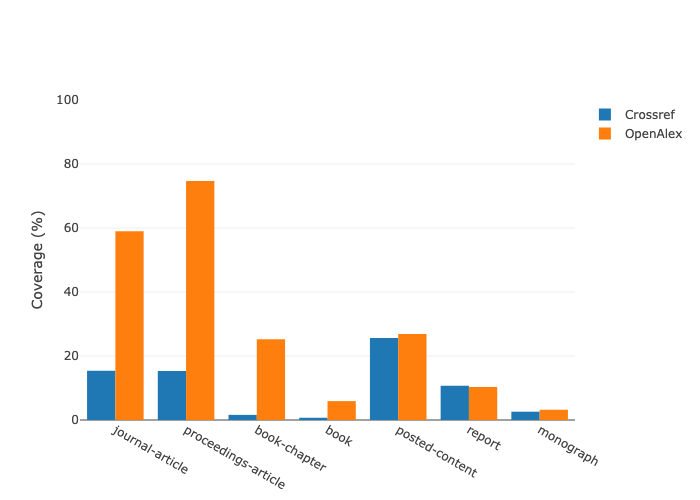 100
80
60
40
20
0
Coverage (%)
journal-article
proceedings-article
book-chapter
book
posted-content
report
monograph
Crossref
OpenAlex